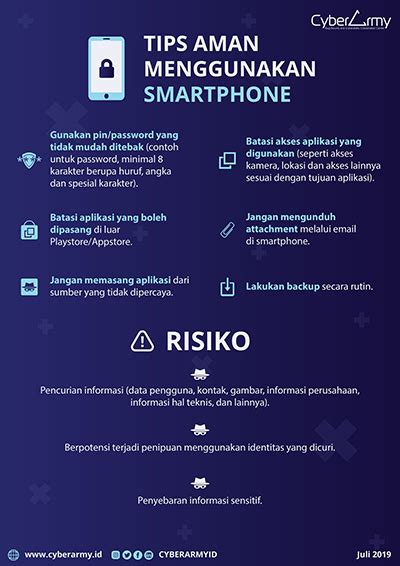 CyberArmy
TIPS AMAN
MENGGUNAKAN
SMARTPHONE
Gunakan pin/password yang
tidak mudah ditebak (contoh
untuk password, minimal 8
karakter berupa huruf, angka
dan spesial karakter).
Batasi akses aplikasi yang
digunakan (seperti akses
kamera, lokasi dan akses lainnya
sesuai dengan tujuan aplikasi).
Batasi aplikasi yang boleh
dipasang di luar
Playstore/Appstore.
Jangan mengunduh
attachment melalui email
di smartphone.
Jangan memasang aplikasi dari
sumber yang tidak dipercaya.
Lakukan backup secara rutin.
RISIKO
Pencurian informasi (data pengguna, kontak, gambar, informasi perusahaan,
informasi hal teknis, dan lainnya).
Berpotensi terjadi penipuan menggunakan identitas yang dicuri.
Penyebaran informasi sensitif.
www.cyberarmy.id
CYBERARMYID
Juli 2019